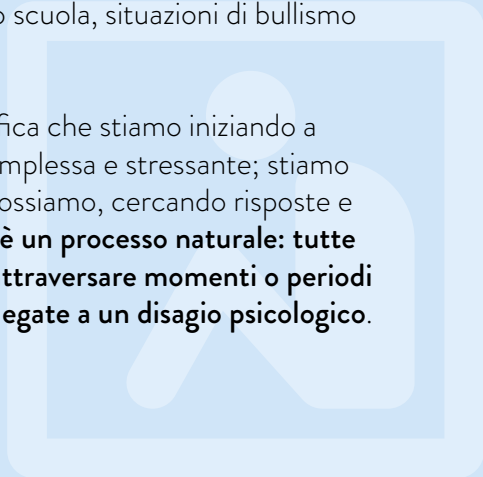 scuola, situazioni di bullismo
fica che stiamo iniziando a
mplessa e stressante; stiamo
ossiamo, cercando risposte e
è un processo naturale: tutte
ttraversare momenti o periodi
egate a un disagio psicologico.